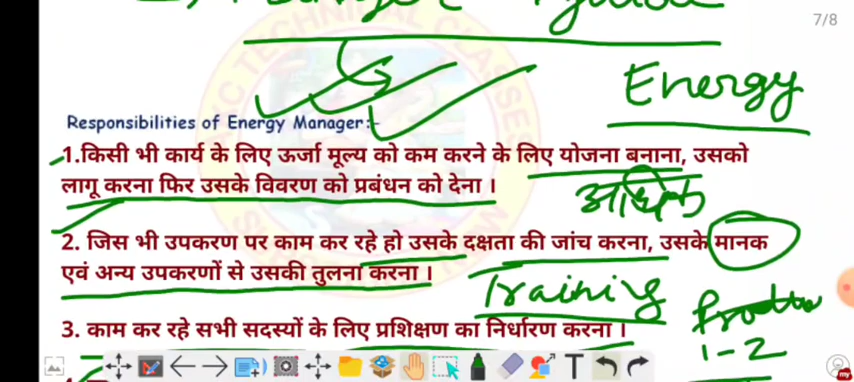 7/8
Energy
Responsibilities of Energy Manager:-
1.किसी भी कार्य के लिए ऊर्जा मूल्य को कम करने के लिए योजना बनाना, उसको
लागू करना फिर उसके विवरण को प्रबंधन को देना ।
2. जिस भी उपकरण पर काम कर रहे हो उसके दक्षता की जांच करना, उसके मानक
एवं अन्य उपकरणों से उसकी तुलना करना ।
Training
3. काम कर रहे सभी सदस्यों के लिए प्रशिक्षण का निर्धारण करना ।
1-2